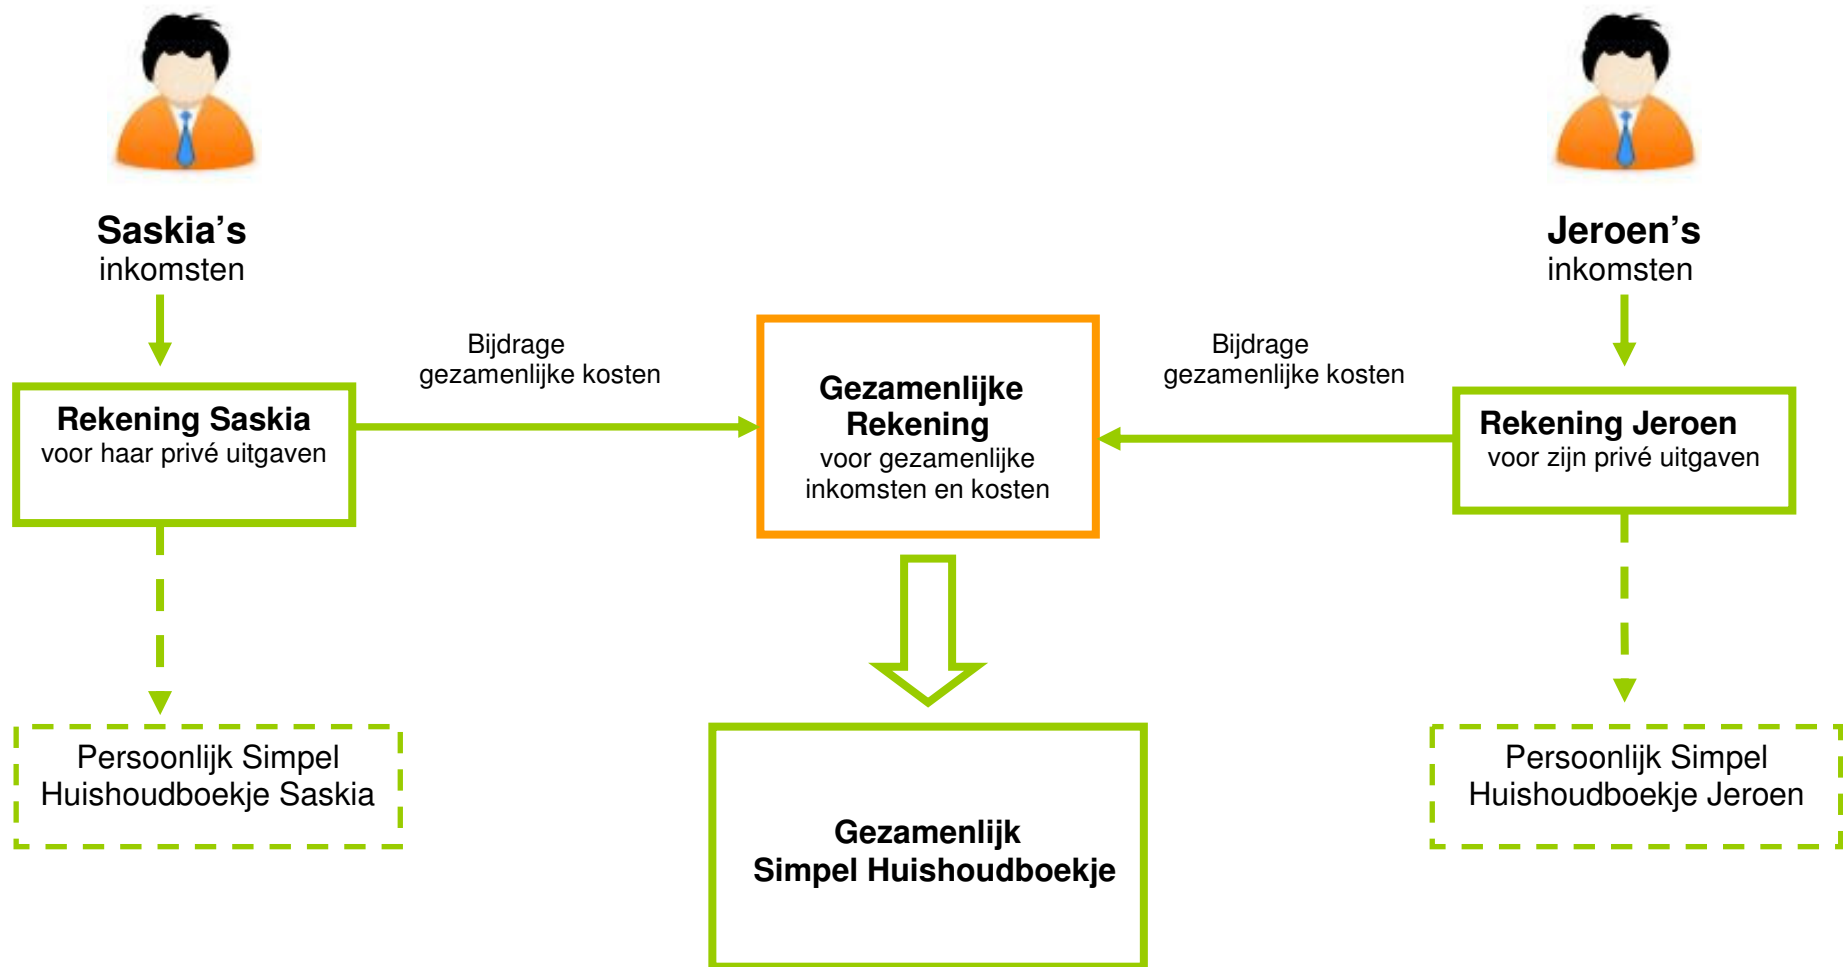 Saskia’s
inkomsten
Jeroen’s
inkomsten
Bijdrage
gezamenlijke kosten
Bijdrage
gezamenlijke kosten
Rekening Saskia
voor haar privé uitgaven
Gezamenlijke
Rekening
voor gezamenlijke
inkomsten en kosten
Rekening Jeroen
voor zijn privé uitgaven
Persoonlijk Simpel
Huishoudboekje Saskia
Gezamenlijk
Simpel Huishoudboekje
Persoonlijk Simpel
Huishoudboekje Jeroen